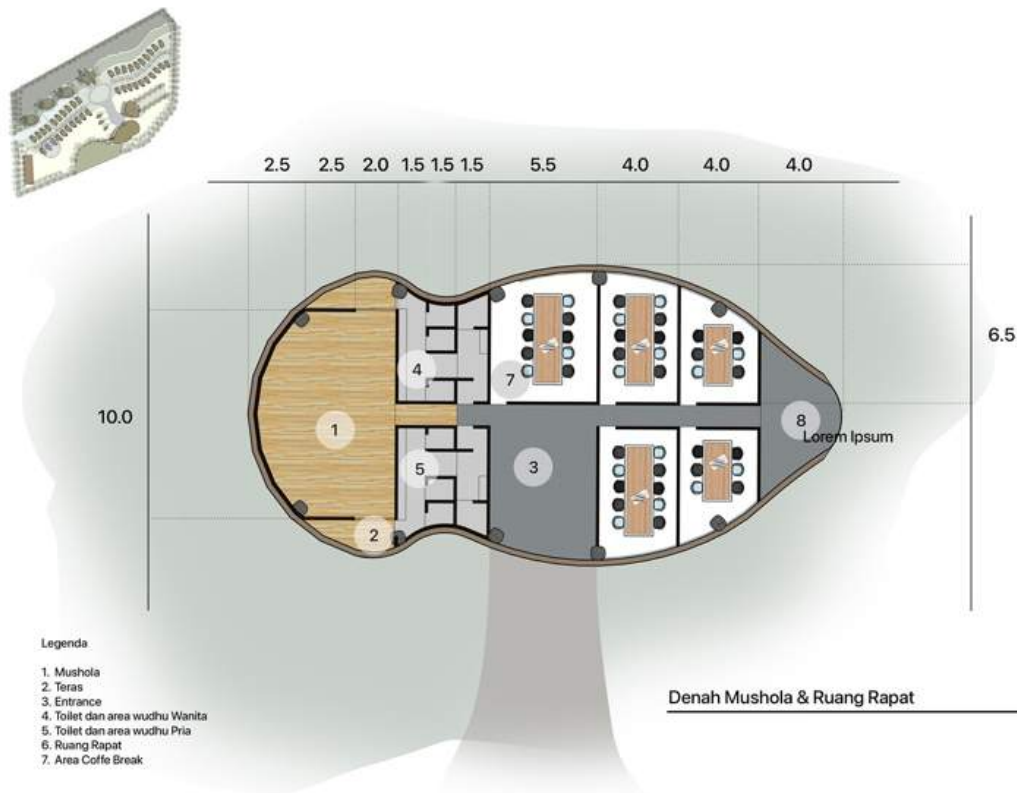 2.5 2.5 2.0 1.5 1.5 1.5 5.5 4.0 4.0 4.0
6.5
10.0
4
7
1
8
Lorem Ipsum
5
3
2
Legenda
1. Mushola
2. Teras
3. Entrance
4. Toilet dan area wudhu Wanita
5. Toilet dan area wudhu Pria
6. Ruang Rapat
7. Area Coffe Break
Denah Mushola & Ruang Rapat